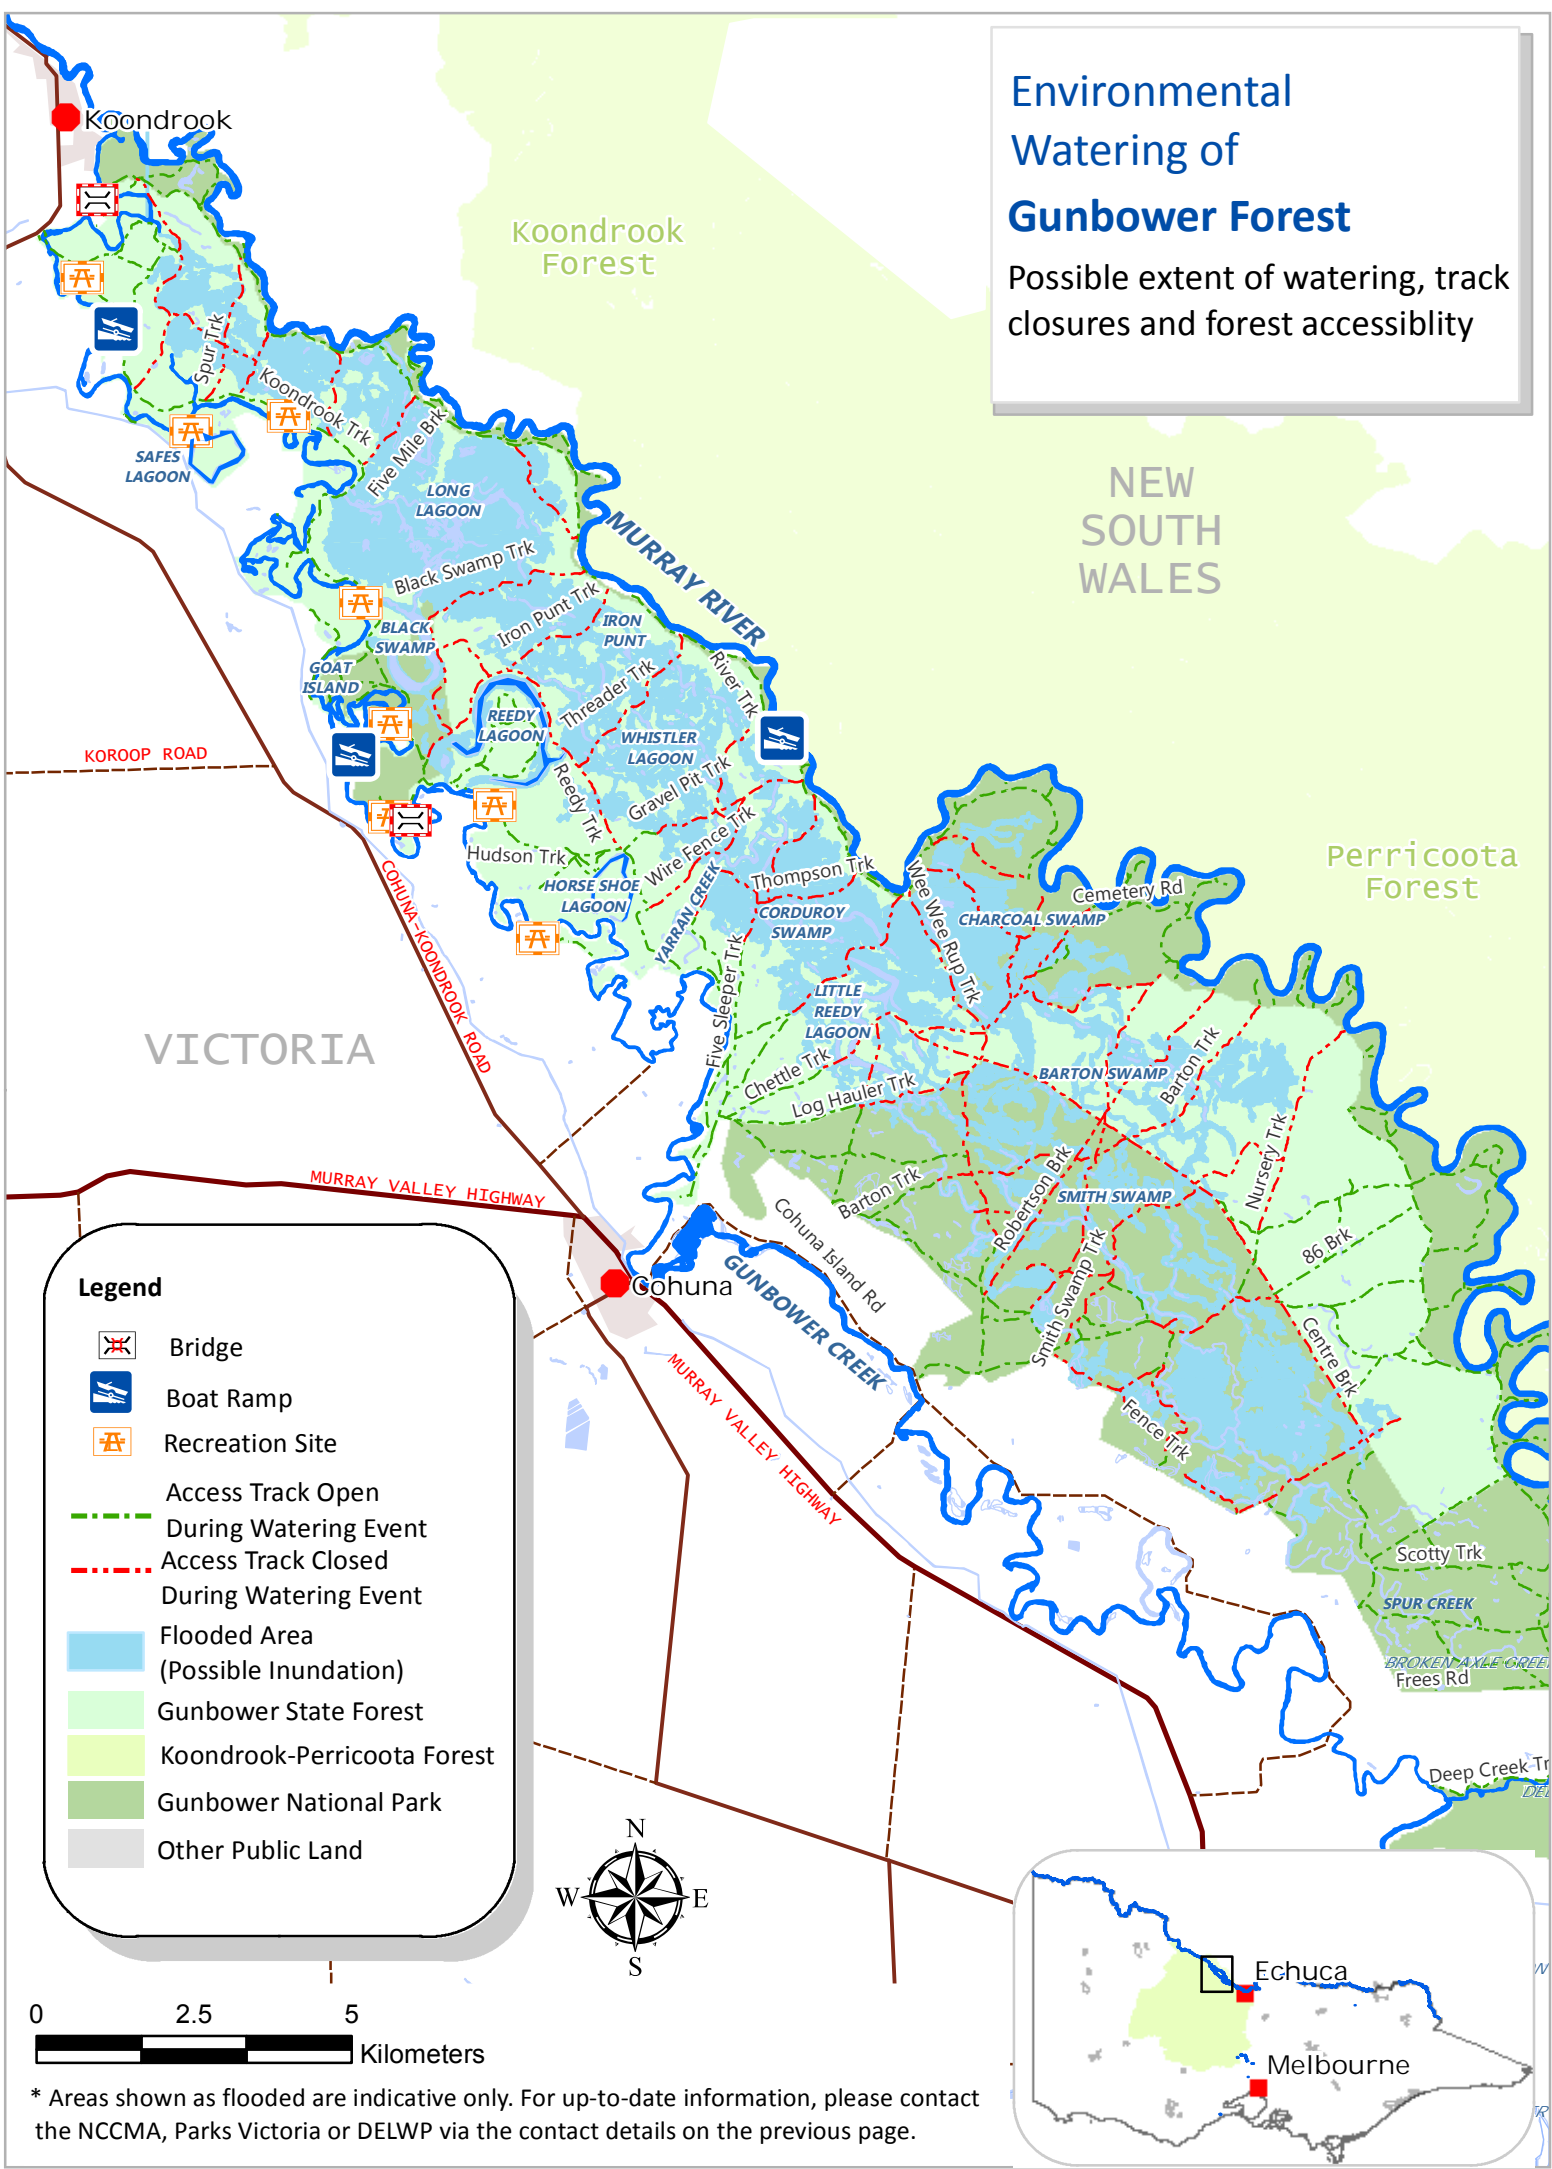 Environmental
Watering of
Gunbower Forest
Possible extent of watering, track
closures and forest accessiblity
Koondrook
Koondrook
Forest
NEW
SOUTH
WALES
Spur Trk
Koondrook Trk
Five Mile Brk
SAFES
LAGOON
LONG
LAGOON
MURRAY RIVER
Black Swamp Trk
Iron Punt Trk
IRON
PUNT
BLACK
SWAMP
GOAT
ISLAND
River Trk
Threader Trk
REEDY
LAGOON
WHISTLER
LAGOON
KOROOP ROAD
Reedy Trk
Gravel Pit Trk
Wire Fence Trk
Hudson Trk
HORSE SHOE
LAGOON
YARRAN CREEK
Thompson Trk
Wee Wee Rup Trk
Cemetery Rd
Perricoota
Forest
CORDUROY
SWAMP
CHARCOAL SWAMP
COHUNA-KOONDROOK ROAD
Five Sleeper Trk
LITTLE
REEDY
LAGOON
VICTORIA
Chettle Trk
Log Hauler Trk
BARTON SWAMP
Barton Trk
Nursery Trk
MURRAY VALLEY HIGHWAY
Barton Trk
Robertson Brk
SMITH SWAMP
Cohuna Island Rd
86 Brk
Smith Swamp Trk
Cohuna
GUNBOWER CREEK
Centre Brk
MURRAY VALLEY HIGHWAY
Fence Trk
Scotty Trk
SPUR CREEK
BROKEN AXLE CREE
Frees Rd
Deep Creek Tr
DEE
Legend
Bridge
Boat Ramp
Recreation Site
Access Track Open
During Watering Event
Access Track Closed
During Watering Event
Flooded Area
(Possible Inundation)
Gunbower State Forest
Koondrook-Perricoota Forest
Gunbower National Park
Other Public Land
N
W E
S
0 2.5 5
Kilometers
Echuca
Melbourne
* Areas shown as flooded are indicative only. For up-to-date information, please contact
the NCCMA, Parks Victoria or DELWP via the contact details on the previous page.